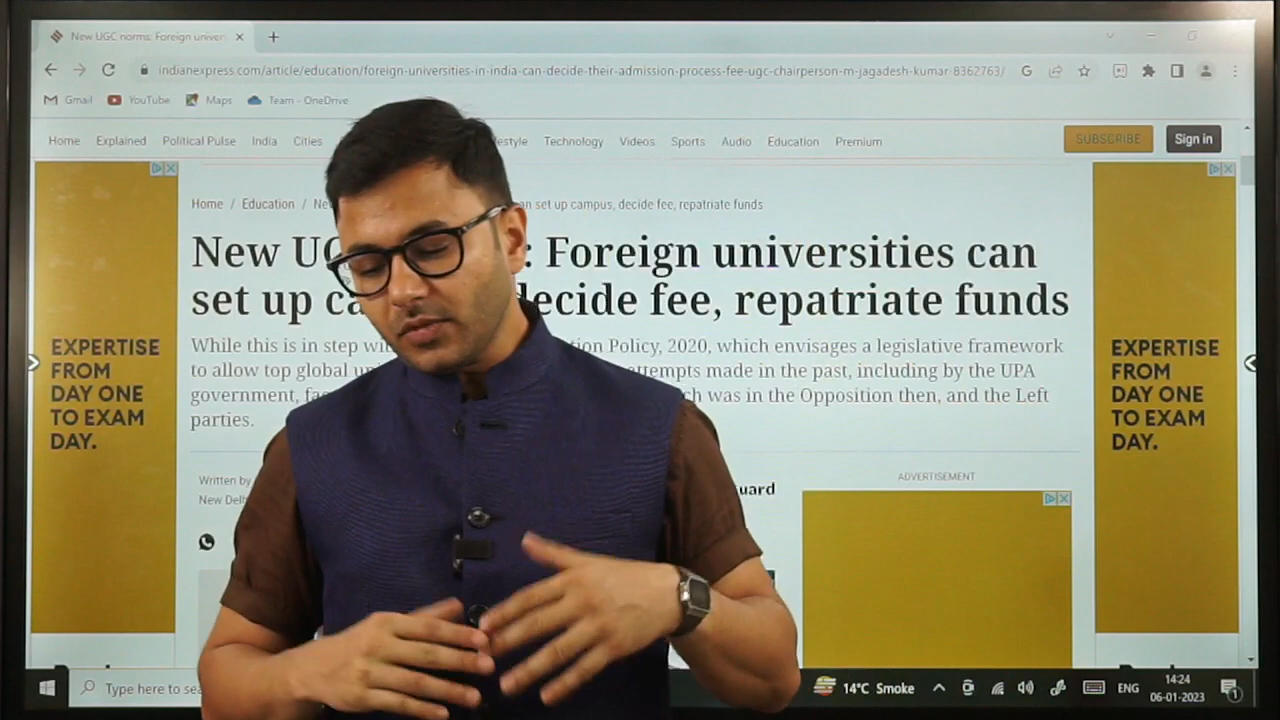 New UGC norms: Foreign univer
indianexpress.com/article/education/foreign-universities-in-india-can-decide-their-admission-process-fee-ugc-chairperson-m-jagadesh-kumar-8362763/
Gmail YouTube Maps Team - OneDrive
Home Explained Political Pulse India Cities estyle Technology Videos Sports Audio Education Premium
SUBSCRIBE Sign in
Home / Education / Ne an set up campus, decide fee, repatriate funds
New UG : Foreign universities can
set up ca decide fee, repatriate funds
While this is in step wi tion Policy, 2020, which envisages a legislative framework
to allow top global un attempts made in the past, including by the UPA
government, fa ch was in the Opposition then, and the Left
parties.
EXPERTISE
FROM
DAY ONE
TO EXAM
DAY.
EXPERTISE
FROM
DAY ONE
TO EXAM
DAY.
Written by uard
New Delh
ADVERTISEMENT
Type here to sea
14°C Smoke
ENG
14:24
06-01-2023
1